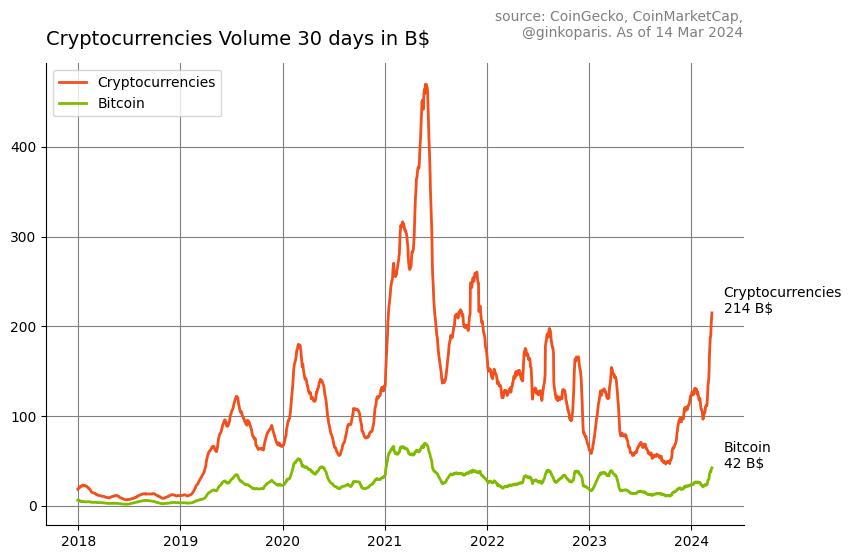 source: CoinGecko, CoinMarketCap,
@ginkoparis. As of 14 Mar 2024
Cryptocurrencies Volume 30 days in B$
Cryptocurrencies
Bitcoin
400
300
200
100
0
Cryptocurrencies
214 B$
Bitcoin
42 B$
2018 2019 2020 2021 2022 2023 2024